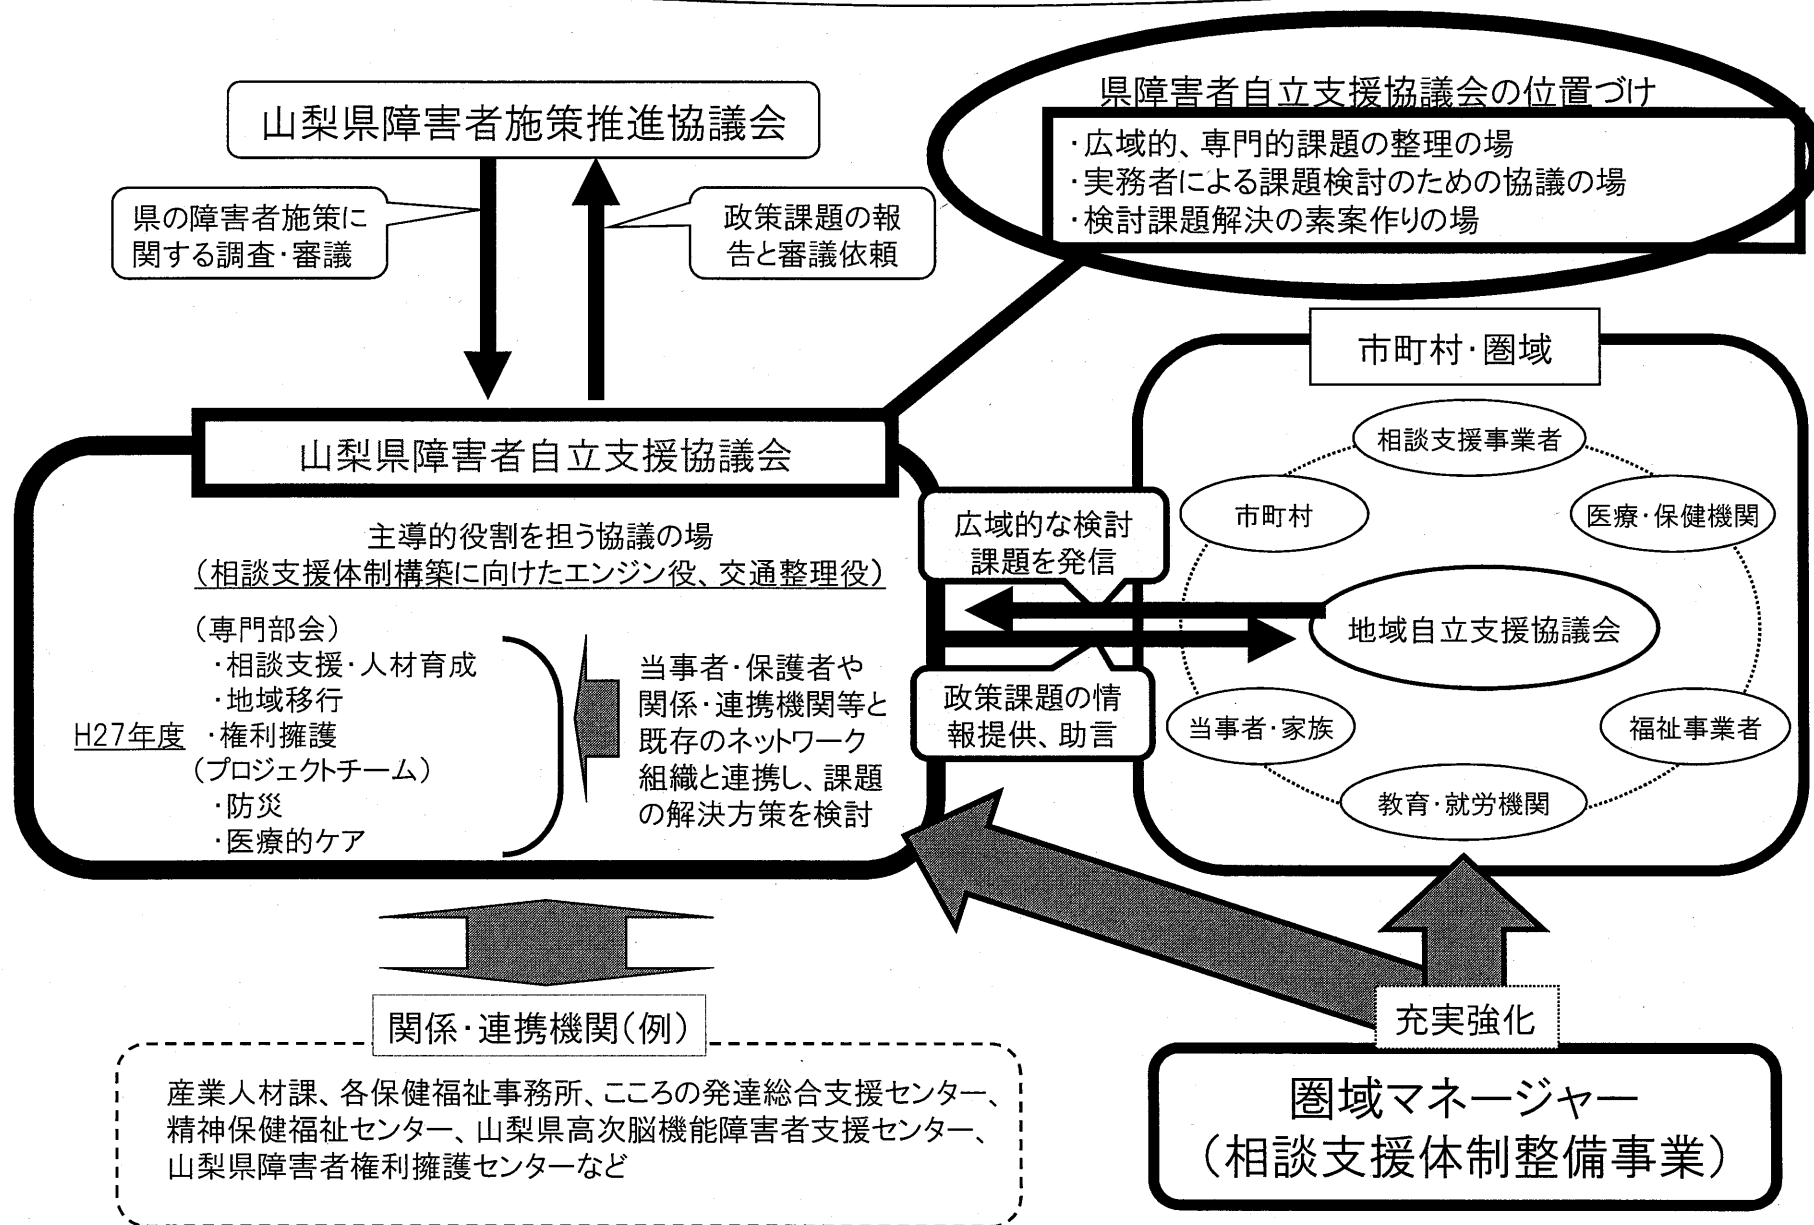 山梨県障害者施策推進協議会
県の障害者施策に
関する調査・審議
政策課題の報
告と審議依頼
県障害者自立支援協議会の位置づけ
・広域的、専門的課題の整理の場
・実務者による課題検討のための協議の場
・検討課題解決の素案作りの場
山梨県障害者自立支援協議会
主導的役割を担う協議の場
（相談支援体制構築に向けたエンジン役、交通整理役）
（専門部会）
・相談支援・人材育成
・地域移行
H27年度 ・権利擁護
（プロジェクトチーム）
・防災
・医療的ケア
当事者・保護者や
関係・連携機関等と
既存のネットワーク
組織と連携し、課題
の解決方策を検討
広域的な検討
課題を発信
政策課題の情
報提供、助言
市町村・圏域
相談支援事業者
市町村
医療・保健機関
地域自立支援協議会
当事者・家族
福祉事業者
教育・就労機関
関係・連携機関（例）
産業人材課、各保健福祉事務所、こころの発達総合支援センター、
精神保健福祉センター、山梨県高次脳機能障害者支援センター、
山梨県障害者権利擁護センターなど
充実強化
圏域マネージャー
（相談支援体制整備事業）